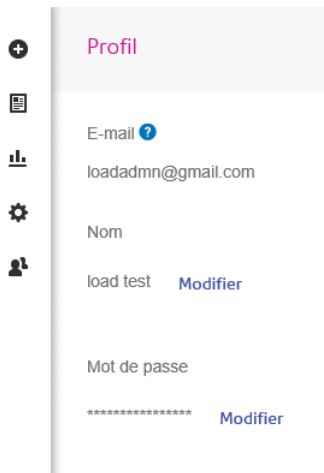 Profil
E-mail ?
loadadmn@gmail.com
Nom
load test Modifier
Mot de passe
**************** Modifier